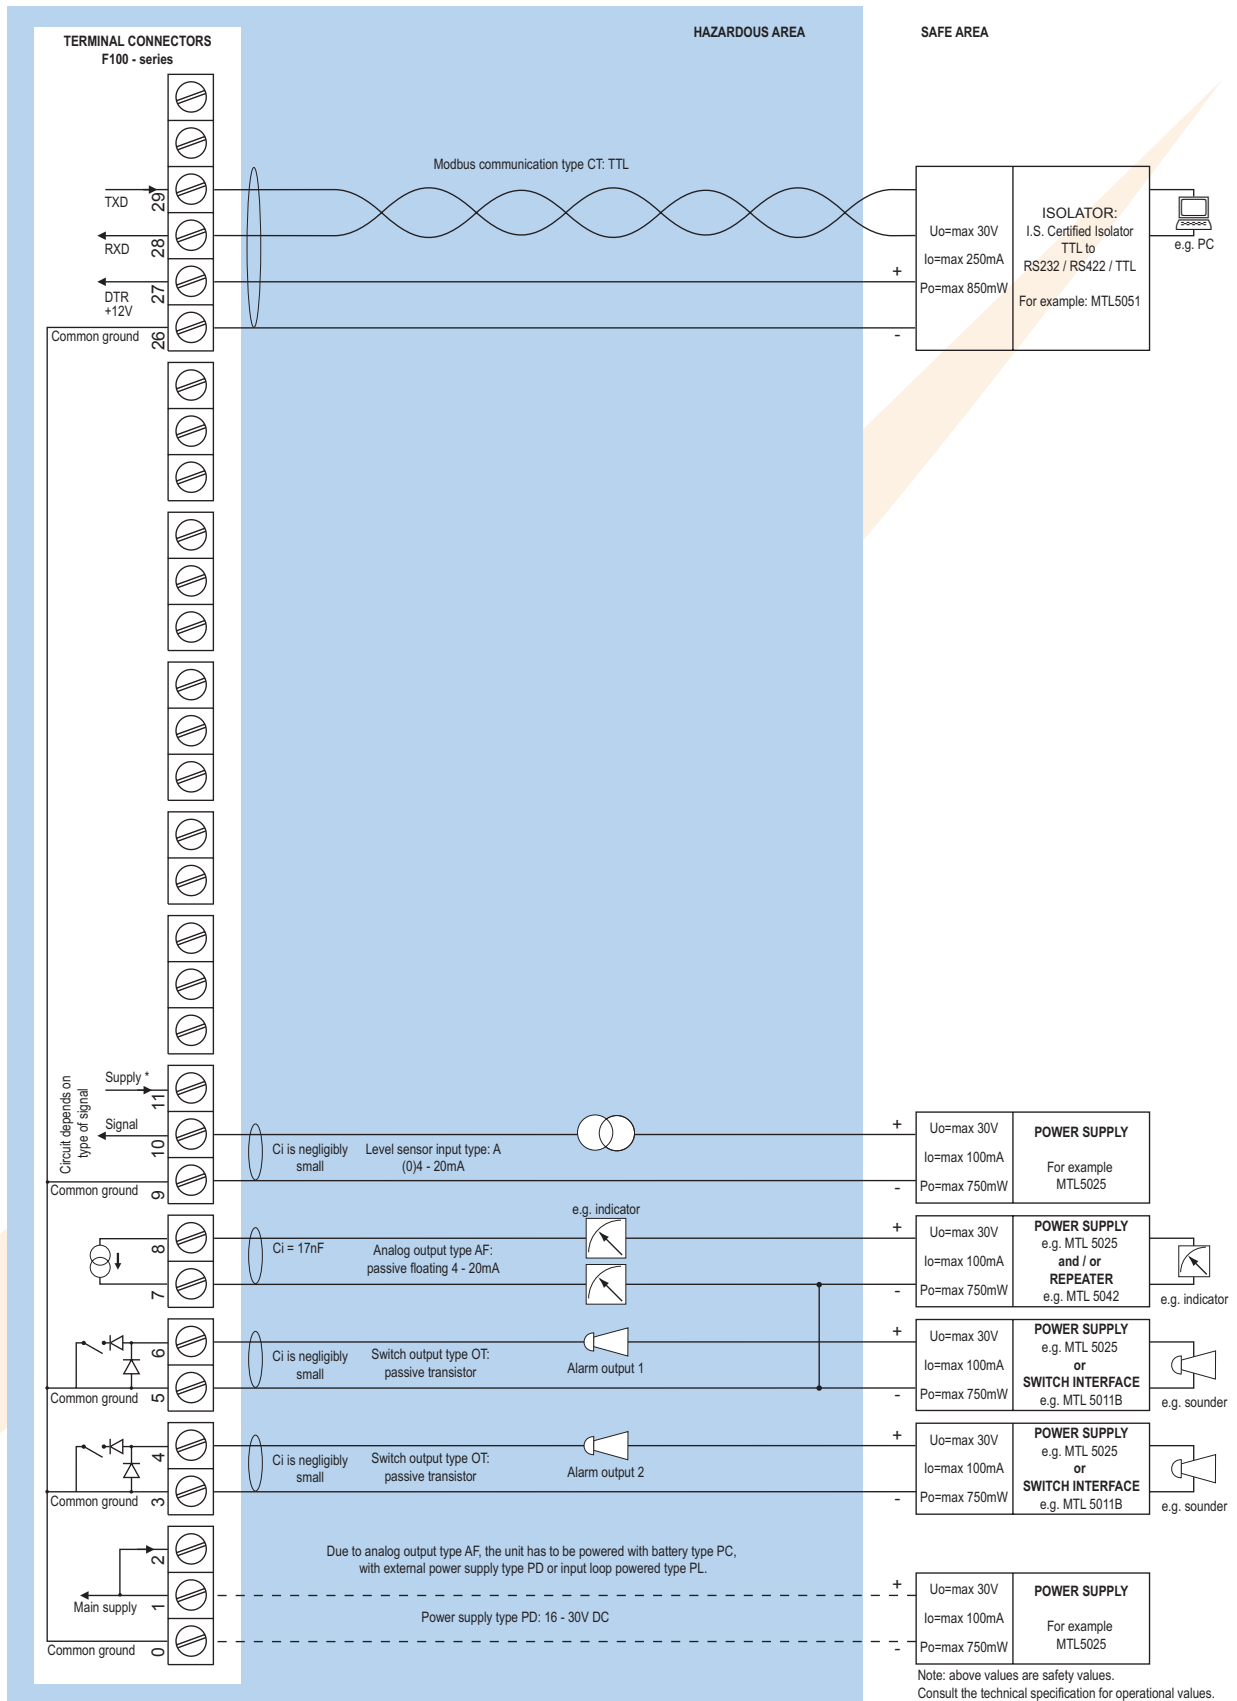 HAZARDOUS AREA
SAFE AREA
TERMINAL CONNECTORS
F100 - series
Modbus communication type CT: TTL
TXD
29
RXD
28
DTR
+12V
27
Common ground
26
+
-
Uo=max 30V
Io=max 250mA
Po=max 850mW
ISOLATOR:
I.S. Certified Isolator
TTL to
RS232 / RS422 / TTL
For example: MTL5051
e.g. PC
Circuit depends on
type of signal
Supply *
11
Signal
10
Common ground
9
Ci is negligibly
small
Level sensor input type: A
(0)4 - 20mA
+
-
Uo=max 30V
Io=max 100mA
Po=max 750mW
POWER SUPPLY
For example
MTL5025
8
7
Ci = 17nF
Analog output type AF:
passive floating 4 - 20mA
e.g. indicator
+
-
Uo=max 30V
Io=max 100mA
Po=max 750mW
POWER SUPPLY
e.g. MTL 5025
and / or
REPEATER
e.g. MTL 5042
e.g. indicator
6
Common ground
5
Ci is negligibly
small
Switch output type OT:
passive transistor
Alarm output 1
+
-
Uo=max 30V
Io=max 100mA
Po=max 750mW
POWER SUPPLY
e.g. MTL 5025
or
SWITCH INTERFACE
e.g. MTL 5011B
e.g. sounder
4
Common ground
3
Ci is negligibly
small
Switch output type OT:
passive transistor
Alarm output 2
+
-
Uo=max 30V
Io=max 100mA
Po=max 750mW
POWER SUPPLY
e.g. MTL 5025
or
SWITCH INTERFACE
e.g. MTL 5011B
e.g. sounder
2
Main supply
1
Common ground
0
Due to analog output type AF, the unit has to be powered with battery type PC,
with external power supply type PD or input loop powered type PL.
Power supply type PD: 16 - 30V DC
+
-
Uo=max 30V
Io=max 100mA
Po=max 750mW
POWER SUPPLY
For example
MTL5025
Note: above values are safety values.
Consult the technical specification for operational values.